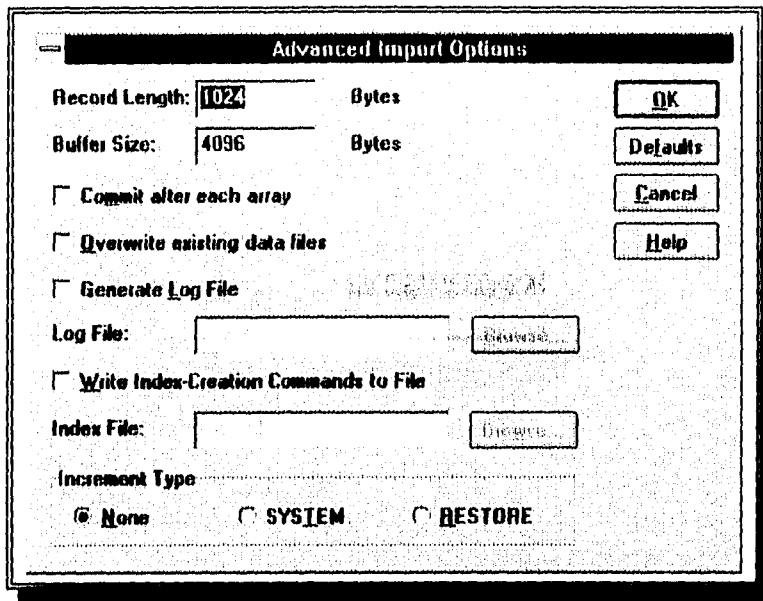 Advanced Import Options
Record Length: 1024 Bytes OK
Buffer Size: 4096 Bytes Defaults
Commit after each array Cancel
Overwrite existing data files Help
Generate Log File
Log File: Browse...
Write Index-Creation Commands to File
Index File: Browse...
Increment Type
None SYSTEM RESTORE